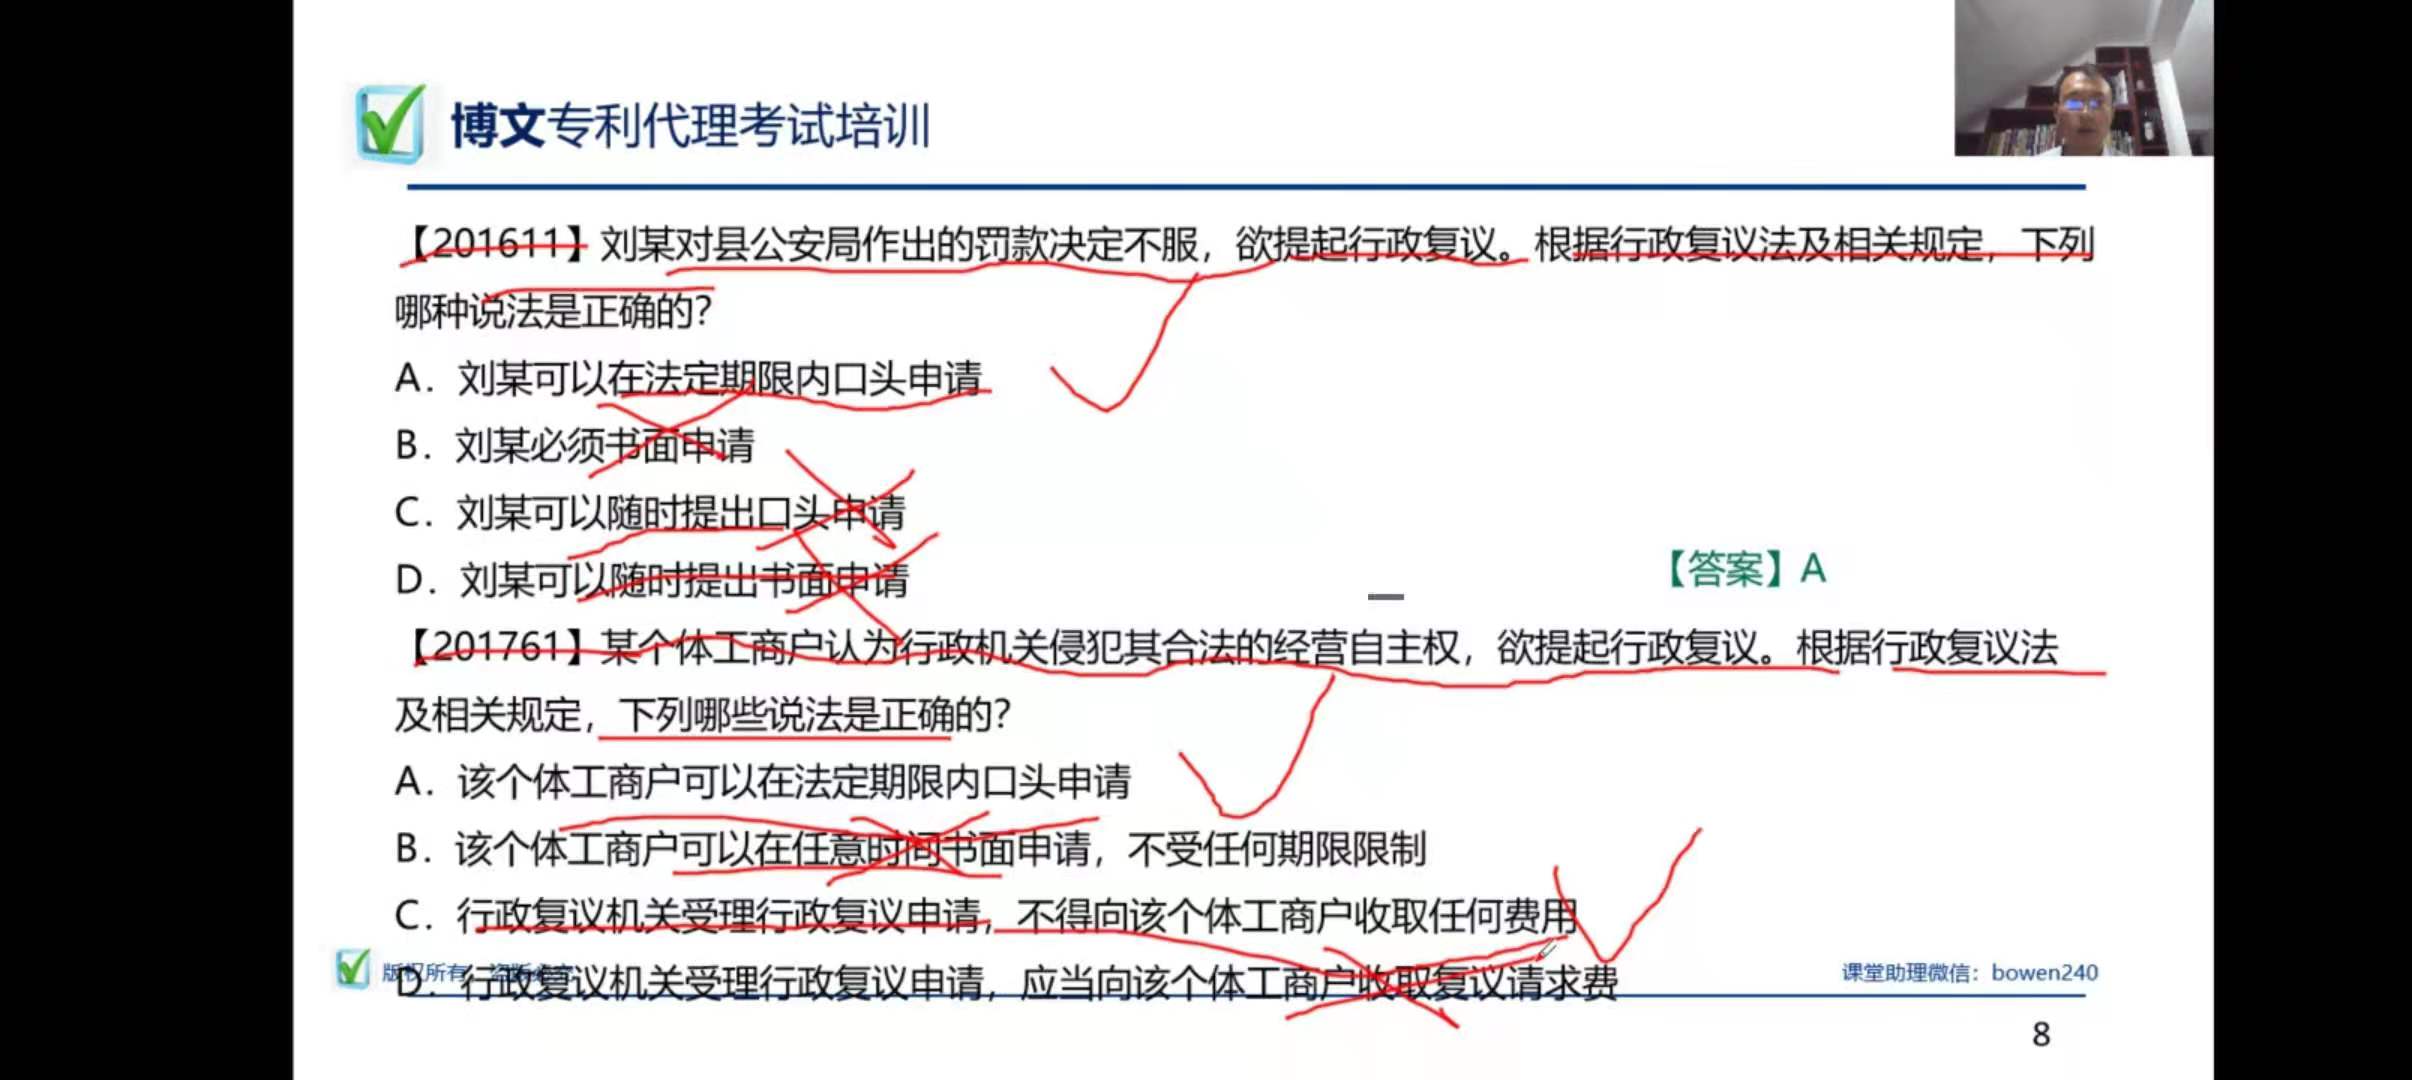 博文专利代理考试培训
【201611】刘某对县公安局作出的罚款决定不服，欲提起行政复议。根据行政复议法及相关规定，下列
哪种说法是正确的？
A．刘某可以在法定期限内口头申请
B．刘某必须书面申请
C．刘某可以随时提出口头申请
D．刘某可以随时提出书面申请
【答案】A
【201761】某个体工商户认为行政机关侵犯其合法的经营自主权，欲提起行政复议。根据行政复议法
及相关规定，下列哪些说法是正确的？
A．该个体工商户可以在法定期限内口头申请
B．该个体工商户可以在任意时间书面申请，不受任何期限限制
C．行政复议机关受理行政复议申请，不得向该个体工商户收取任何费用
D．行政复议机关受理行政复议申请，应当向该个体工商户收取复议请求费
版权所有 盗版必究
课堂助理微信：bowen240
8